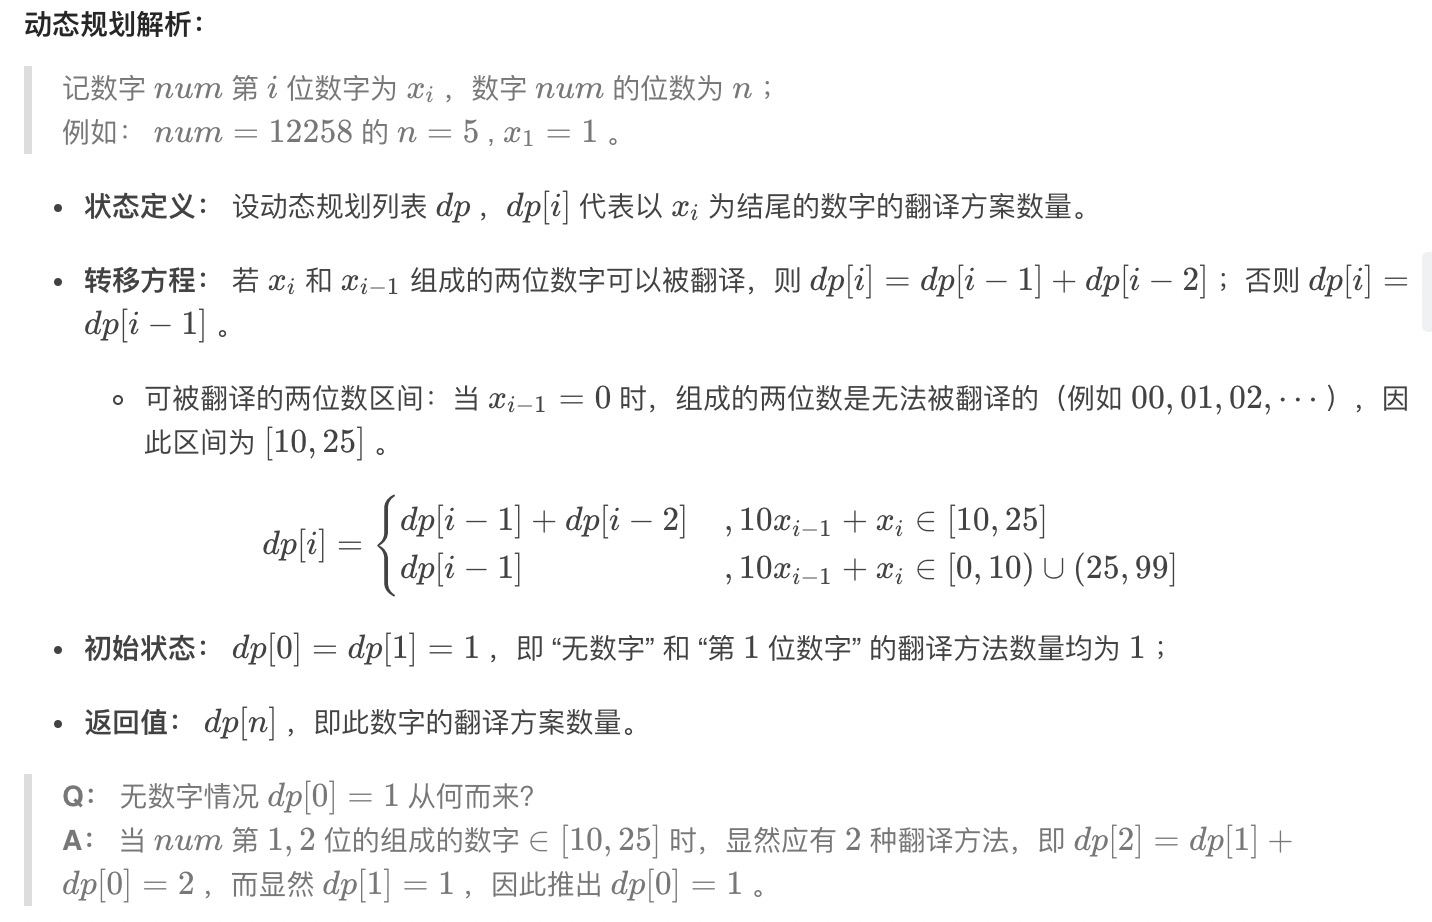 动态规划解析：
记数字 num 第 i 位数字为 x_i ，数字 num 的位数为 n ；
例如： num = 12258 的 n = 5 , x_1 = 1 。
• 状态定义： 设动态规划列表 dp ，dp[i] 代表以 x_i 为结尾的数字的翻译方案数量。
• 转移方程： 若 x_i 和 x_{i−1} 组成的两位数字可以被翻译，则 dp[i] = dp[i − 1] + dp[i − 2] ；否则 dp[i] =
dp[i − 1] 。
◦ 可被翻译的两位数区间：当 x_{i−1} = 0 时，组成的两位数是无法被翻译的（例如 00, 01, 02, ⋯ ），因
此区间为 [10, 25] 。
dp[i] = { dp[i − 1] + dp[i − 2] , 10x_{i−1} + x_i ∈ [10, 25]
dp[i − 1] , 10x_{i−1} + x_i ∈ [0, 10) ∪ (25, 99]
• 初始状态： dp[0] = dp[1] = 1 ，即 “无数字” 和 “第 1 位数字” 的翻译方法数量均为 1 ；
• 返回值： dp[n] ，即此数字的翻译方案数量。
Q： 无数字情况 dp[0] = 1 从何而来？
A： 当 num 第 1, 2 位的组成的数字 ∈ [10, 25] 时，显然应有 2 种翻译方法，即 dp[2] = dp[1] +
dp[0] = 2 ，而显然 dp[1] = 1 ，因此推出 dp[0] = 1 。